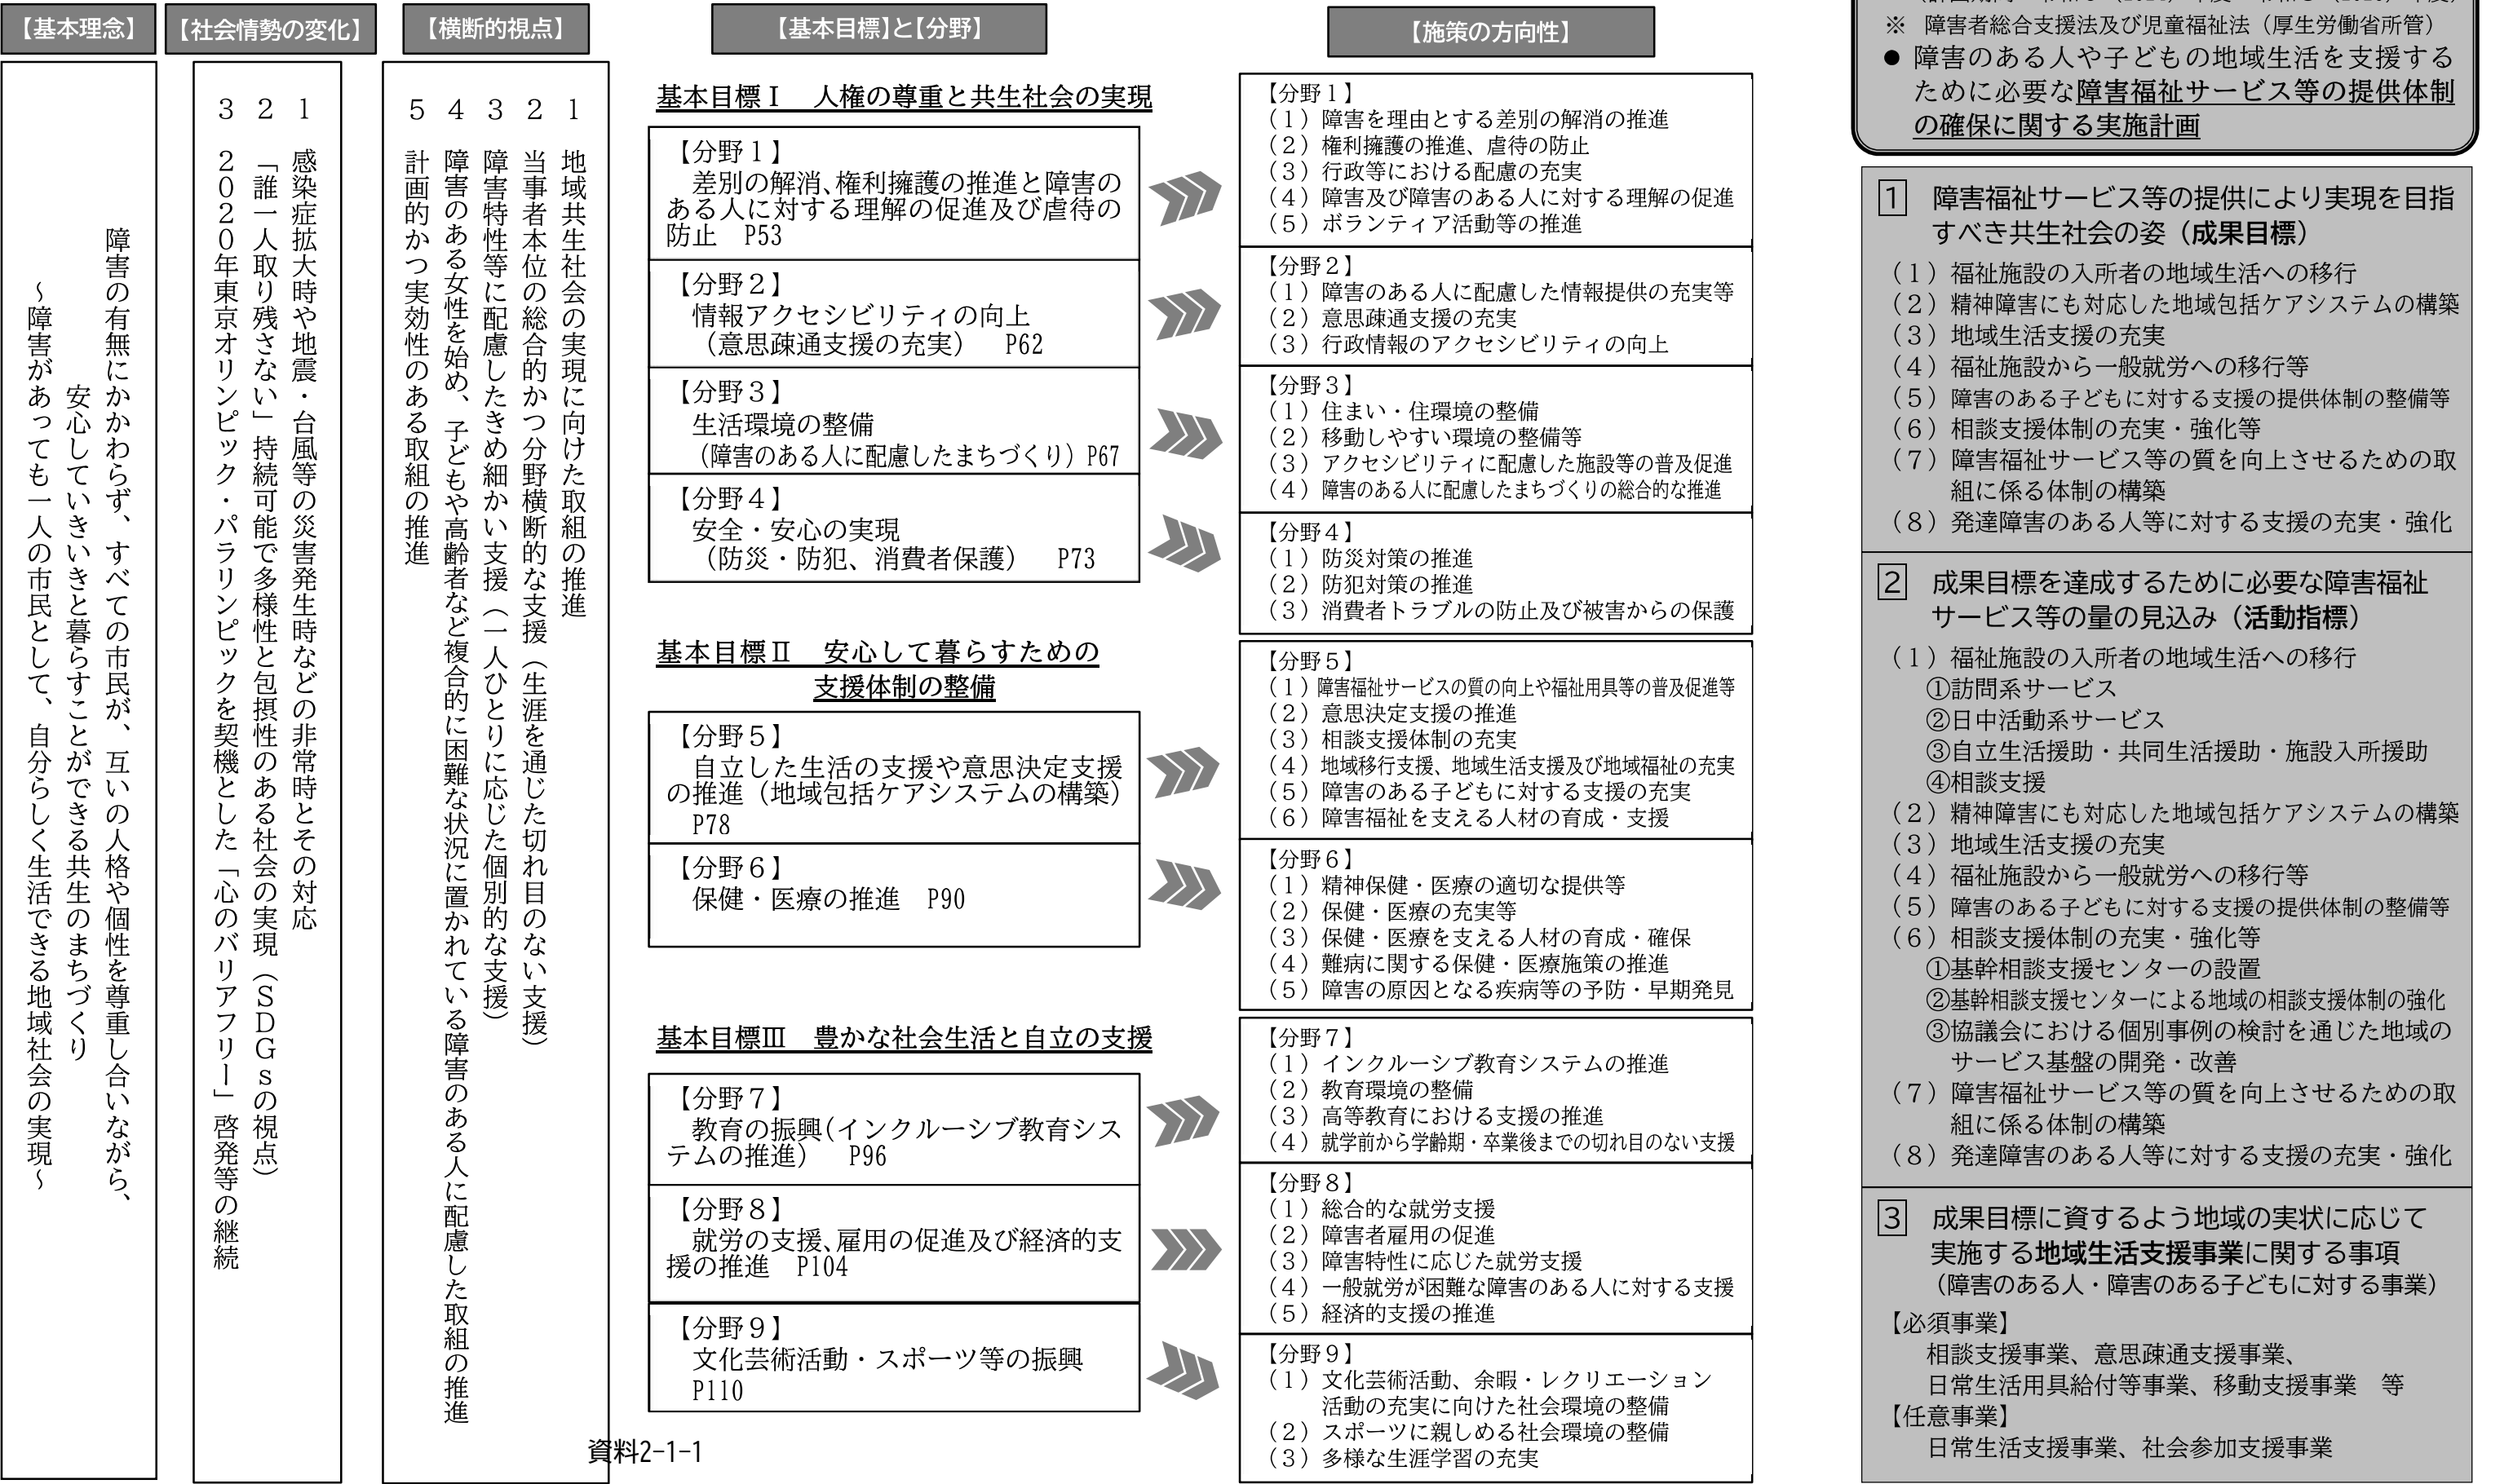 【基本理念】
障害の有無にかかわらず、すべての市民が、互いの人格や個性を尊重し合いながら、
安心していきいきと暮らすことができる共生のまちづくり
～障害があっても一人の市民として、自分らしく生活できる地域社会の実現～
【社会情勢の変化】
１　感染症拡大時や地震・台風等の災害発生時などの非常時とその対応
２　「誰一人取り残さない」持続可能で多様性と包摂性のある社会の実現（ＳＤＧｓの視点）
３　２０２０年東京オリンピック・パラリンピックを契機とした「心のバリアフリー」啓発等の継続
【横断的視点】
１　地域共生社会の実現に向けた取組の推進
２　当事者本位の総合的かつ分野横断的な支援（生涯を通じた切れ目のない支援）
３　障害特性等に配慮したきめ細かい支援（一人ひとりに応じた個別的な支援）
４　障害のある女性を始め、子どもや高齢者など複合的に困難な状況に置かれている障害のある人に配慮した取組の推進
５　計画的かつ実効性のある取組の推進
【基本目標】と【分野】
基本目標Ⅰ　人権の尊重と共生社会の実現
【分野１】
差別の解消、権利擁護の推進と障害の
ある人に対する理解の促進及び虐待の
防止　P53
【分野２】
情報アクセシビリティの向上
（意思疎通支援の充実）　P62
【分野３】
生活環境の整備
（障害のある人に配慮したまちづくり）P67
【分野４】
安全・安心の実現
（防災・防犯、消費者保護）　P73
基本目標Ⅱ　安心して暮らすための
支援体制の整備
【分野５】
自立した生活の支援や意思決定支援
の推進（地域包括ケアシステムの構築）
P78
【分野６】
保健・医療の推進　P90
基本目標Ⅲ　豊かな社会生活と自立の支援
【分野７】
教育の振興（インクルーシブ教育シス
テムの推進）　P96
【分野８】
就労の支援、雇用の促進及び経済的支
援の推進　P104
【分野９】
文化芸術活動・スポーツ等の振興
P110
【施策の方向性】
【分野１】
（１）障害を理由とする差別の解消の推進
（２）権利擁護の推進、虐待の防止
（３）行政等における配慮の充実
（４）障害及び障害のある人に対する理解の促進
（５）ボランティア活動等の推進
【分野２】
（１）障害のある人に配慮した情報提供の充実等
（２）意思疎通支援の充実
（３）行政情報のアクセシビリティの向上
【分野３】
（１）住まい・住環境の整備
（２）移動しやすい環境の整備等
（３）アクセシビリティに配慮した施設等の普及促進
（４）障害のある人に配慮したまちづくりの総合的な推進
【分野４】
（１）防災対策の推進
（２）防犯対策の推進
（３）消費者トラブルの防止及び被害からの保護
【分野５】
（１）障害福祉サービスの質の向上や福祉用具等の普及促進等
（２）意思決定支援の推進
（３）相談支援体制の充実
（４）地域移行支援、地域生活支援及び地域福祉の充実
（５）障害のある子どもに対する支援の充実
（６）障害福祉を支える人材の育成・支援
【分野６】
（１）精神保健・医療の適切な提供等
（２）保健・医療の充実等
（３）保健・医療を支える人材の育成・確保
（４）難病に関する保健・医療施策の推進
（５）障害の原因となる疾病等の予防・早期発見
【分野７】
（１）インクルーシブ教育システムの推進
（２）教育環境の整備
（３）高等教育における支援の推進
（４）就学前から学齢期・卒業後までの切れ目のない支援
【分野８】
（１）総合的な就労支援
（２）障害者雇用の促進
（３）障害特性に応じた就労支援
（４）一般就労が困難な障害のある人に対する支援
（５）経済的支援の推進
【分野９】
（１）文化芸術活動、余暇・レクリエーション
活動の充実に向けた社会環境の整備
（２）スポーツに親しめる社会環境の整備
（３）多様な生涯学習の充実
※　障害者総合支援法及び児童福祉法（厚生労働省所管）
● 障害のある人や子どもの地域生活を支援する
ために必要な障害福祉サービス等の提供体制
の確保に関する実施計画
1　障害福祉サービス等の提供により実現を目指
すべき共生社会の姿（成果目標）
（１）福祉施設の入所者の地域生活への移行
（２）精神障害にも対応した地域包括ケアシステムの構築
（３）地域生活支援の充実
（４）福祉施設から一般就労への移行等
（５）障害のある子どもに対する支援の提供体制の整備等
（６）相談支援体制の充実・強化等
（７）障害福祉サービス等の質を向上させるための取
組に係る体制の構築
（８）発達障害のある人等に対する支援の充実・強化
2　成果目標を達成するために必要な障害福祉
サービス等の量の見込み（活動指標）
（１）福祉施設の入所者の地域生活への移行
①訪問系サービス
②日中活動系サービス
③自立生活援助・共同生活援助・施設入所援助
④相談支援
（２）精神障害にも対応した地域包括ケアシステムの構築
（３）地域生活支援の充実
（４）福祉施設から一般就労への移行等
（５）障害のある子どもに対する支援の提供体制の整備等
（６）相談支援体制の充実・強化等
①基幹相談支援センターの設置
②基幹相談支援センターによる地域の相談支援体制の強化
③協議会における個別事例の検討を通じた地域の
サービス基盤の開発・改善
（７）障害福祉サービス等の質を向上させるための取
組に係る体制の構築
（８）発達障害のある人等に対する支援の充実・強化
3　成果目標に資するよう地域の実状に応じて
実施する地域生活支援事業に関する事項
（障害のある人・障害のある子どもに対する事業）
【必須事業】
相談支援事業、意思疎通支援事業、
日常生活用具給付等事業、移動支援事業　等
【任意事業】
日常生活支援事業、社会参加支援事業
資料2-1-1